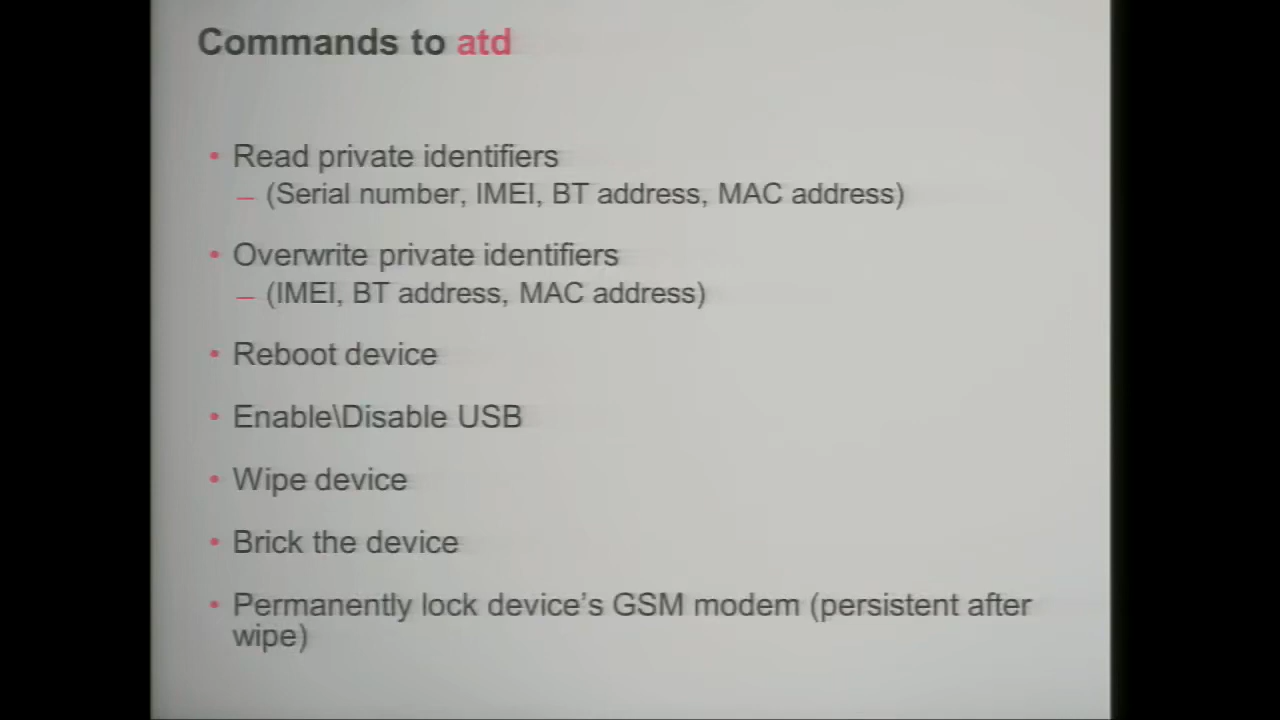 Commands to atd
• Read private identifiers
– (Serial number, IMEI, BT address, MAC address)
• Overwrite private identifiers
– (IMEI, BT address, MAC address)
• Reboot device
• Enable\Disable USB
• Wipe device
• Brick the device
• Permanently lock device’s GSM modem (persistent after
wipe)